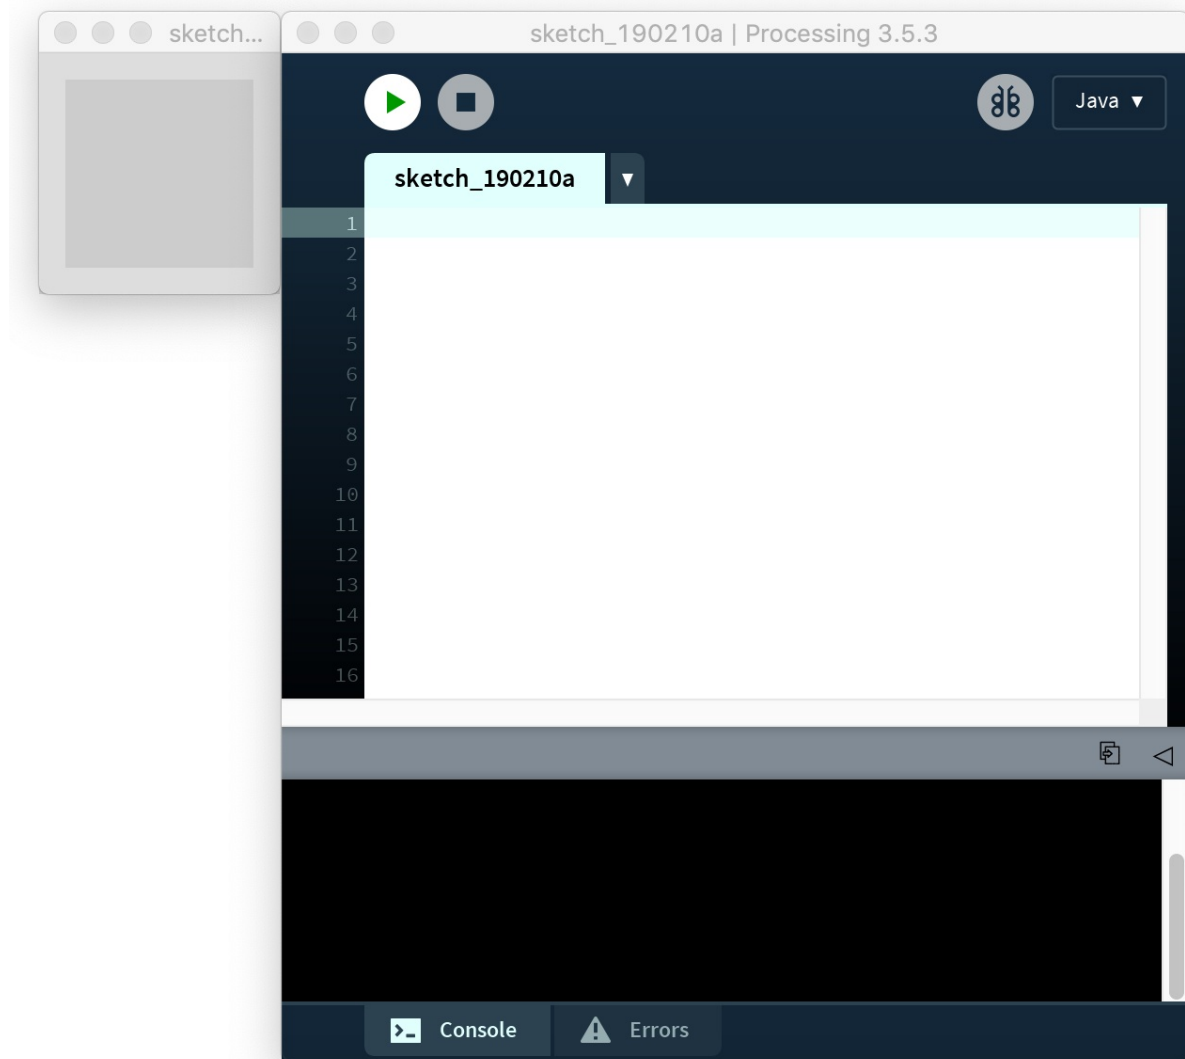 sketch...
sketch_190210a | Processing 3.5.3
Java ▼
sketch_190210a ▼
1
2
3
4
5
6
7
8
9
10
11
12
13
14
15
16
Console
Errors